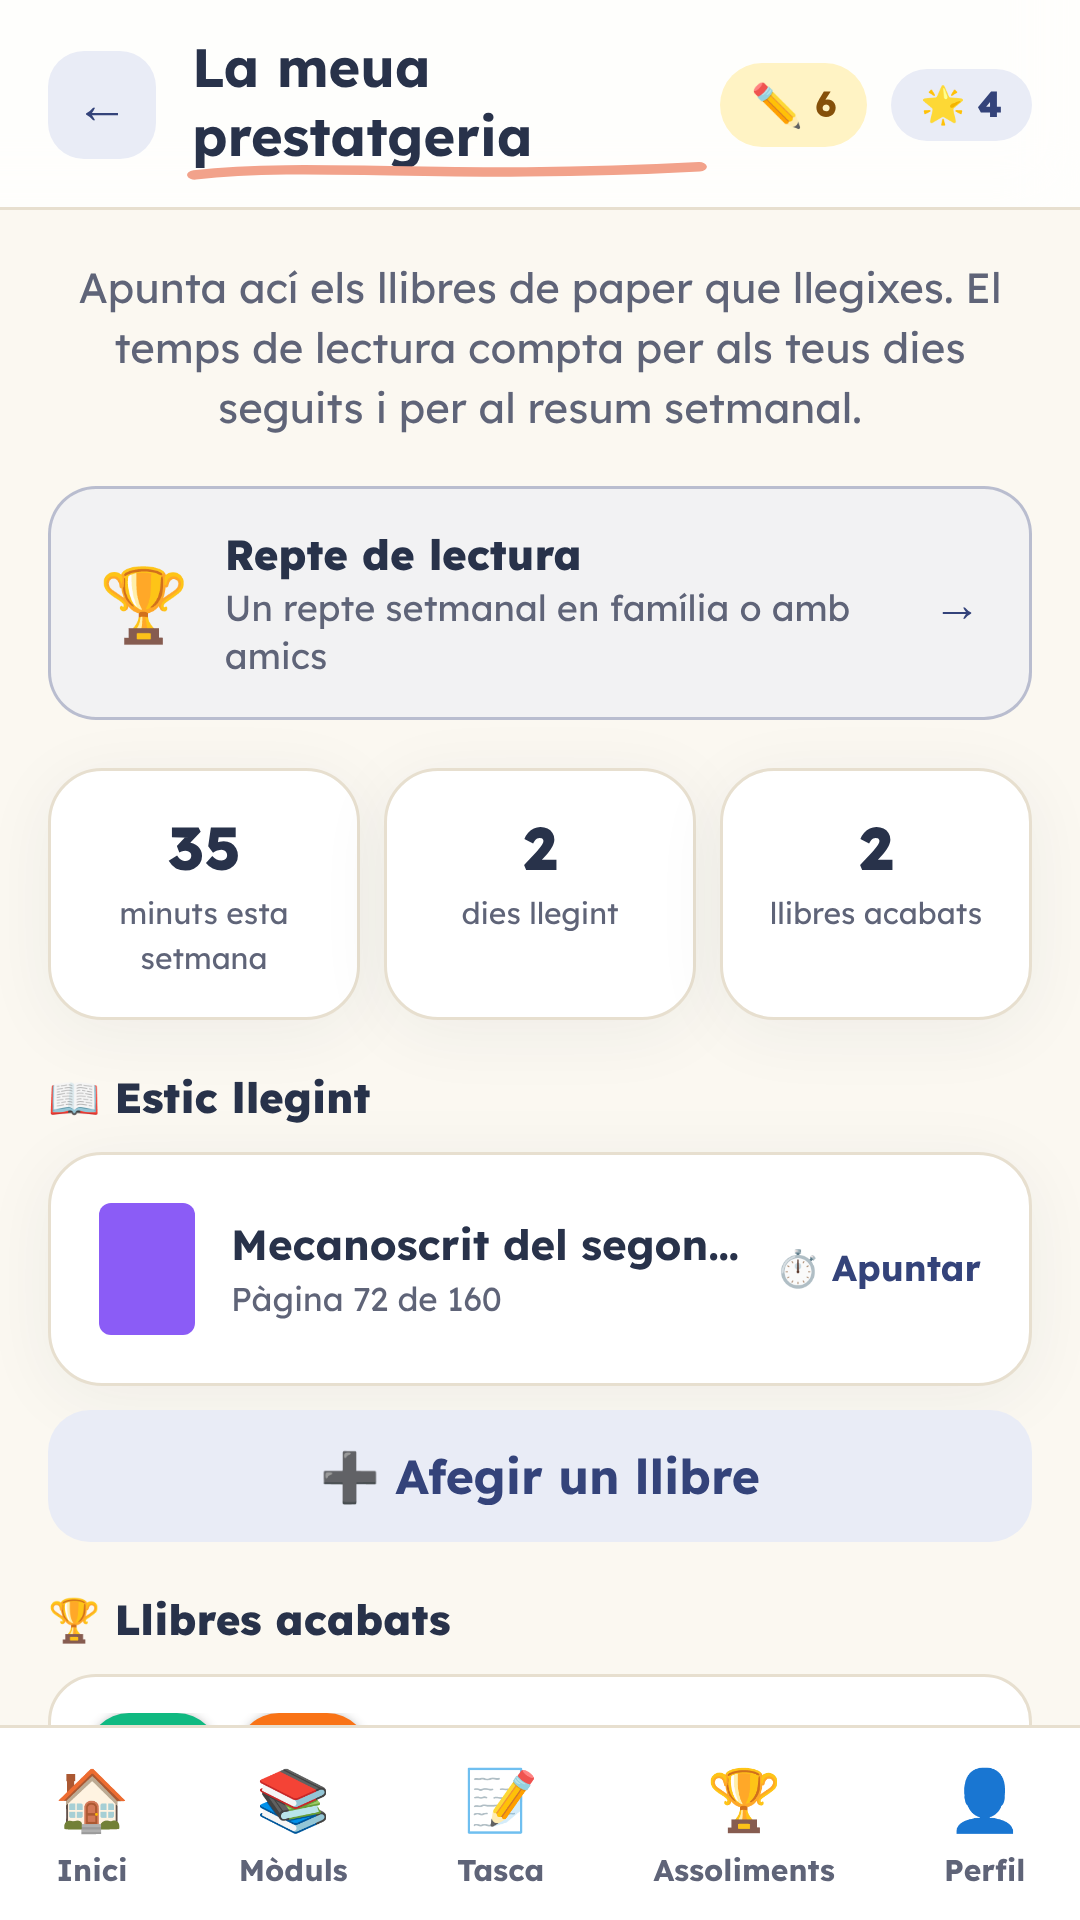 ←
La meua
prestatgeria
✏️ 6
🌟 4
Apunta ací els llibres de paper que llegixes. El
temps de lectura compta per als teus dies
seguits i per al resum setmanal.
🏆 Repte de lectura
Un repte setmanal en família o amb
amics
→
35
minuts esta
setmana
2
dies llegint
2
llibres acabats
📖 Estic llegint
Mecanoscrit del segon...
Pàgina 72 de 160
⏱️ Apuntar
➕ Afegir un llibre
🏆 Llibres acabats
Inici
Mòduls
Tasca
Assoliments
Perfil